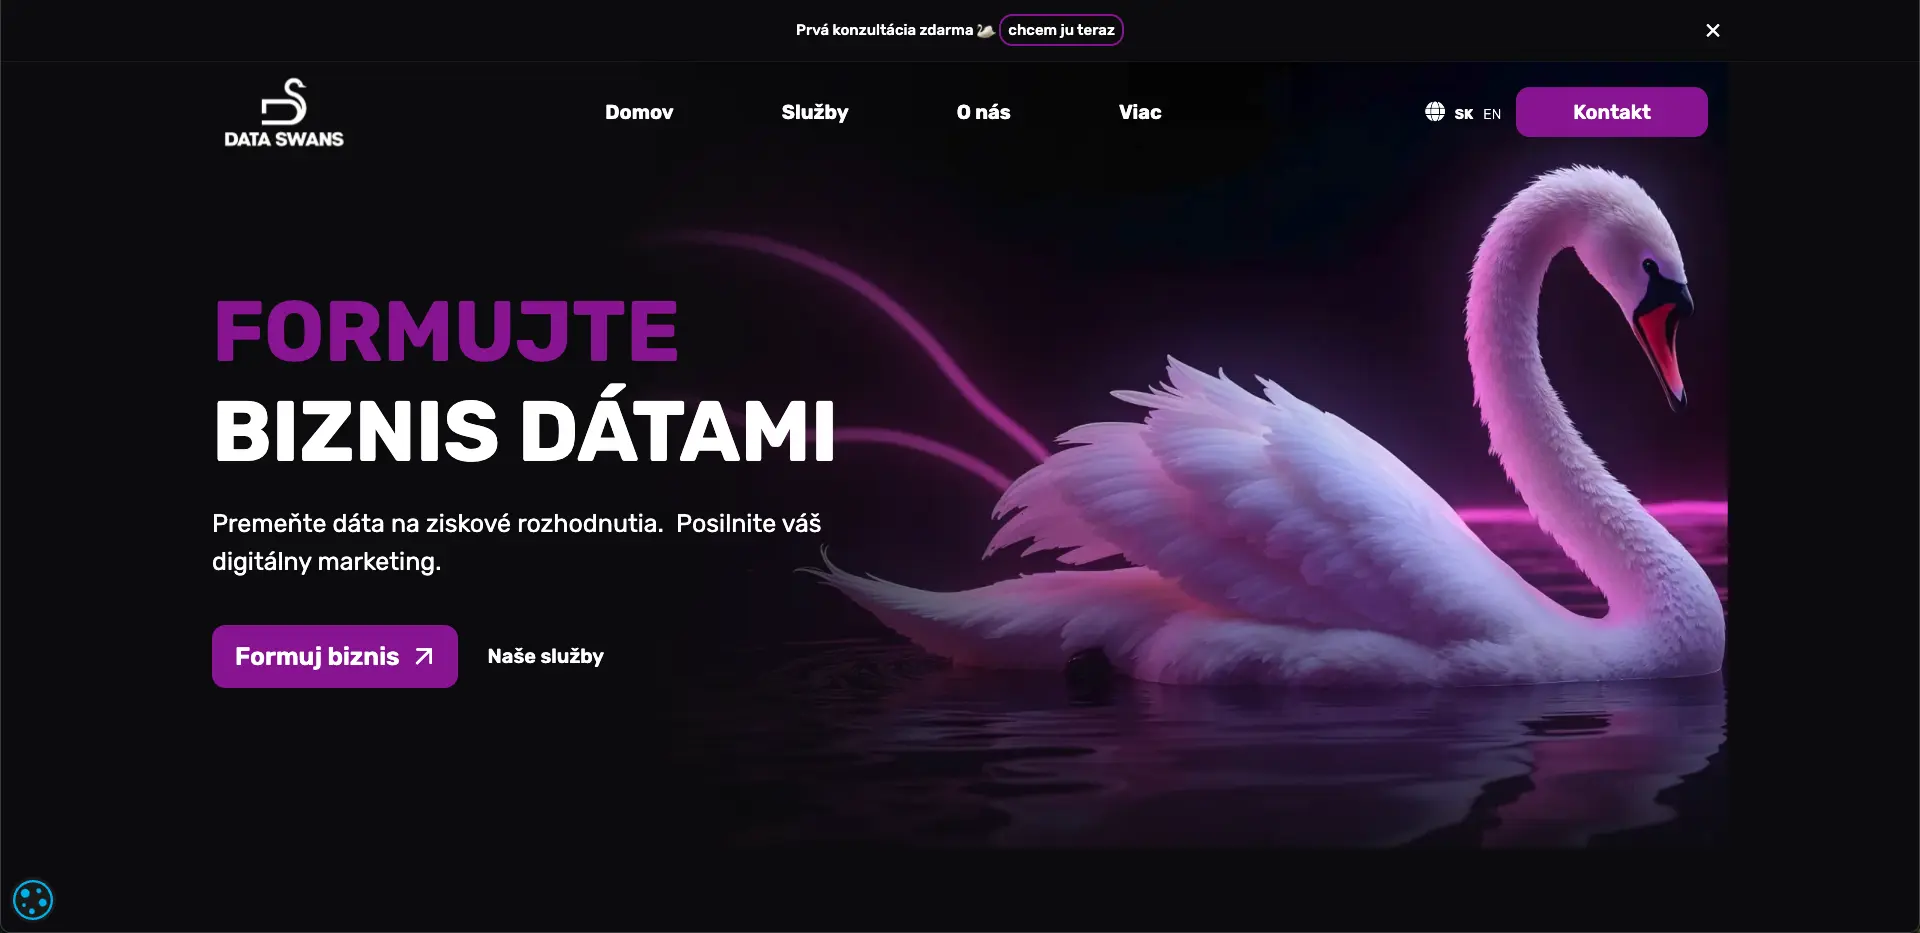 Prvá konzultácia zdarma🦢 chcem ju teraz
DATA SWANS
Domov
Služby
O nás
Viac
SK EN
Kontakt
FORMUJTE
BIZNIS DÁTAMI
Premeňte dáta na ziskové rozhodnutia.  Posilnite váš
digitálny marketing.
Formuj biznis
Naše služby